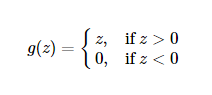 g(z) = { z, if z > 0
0, if z < 0